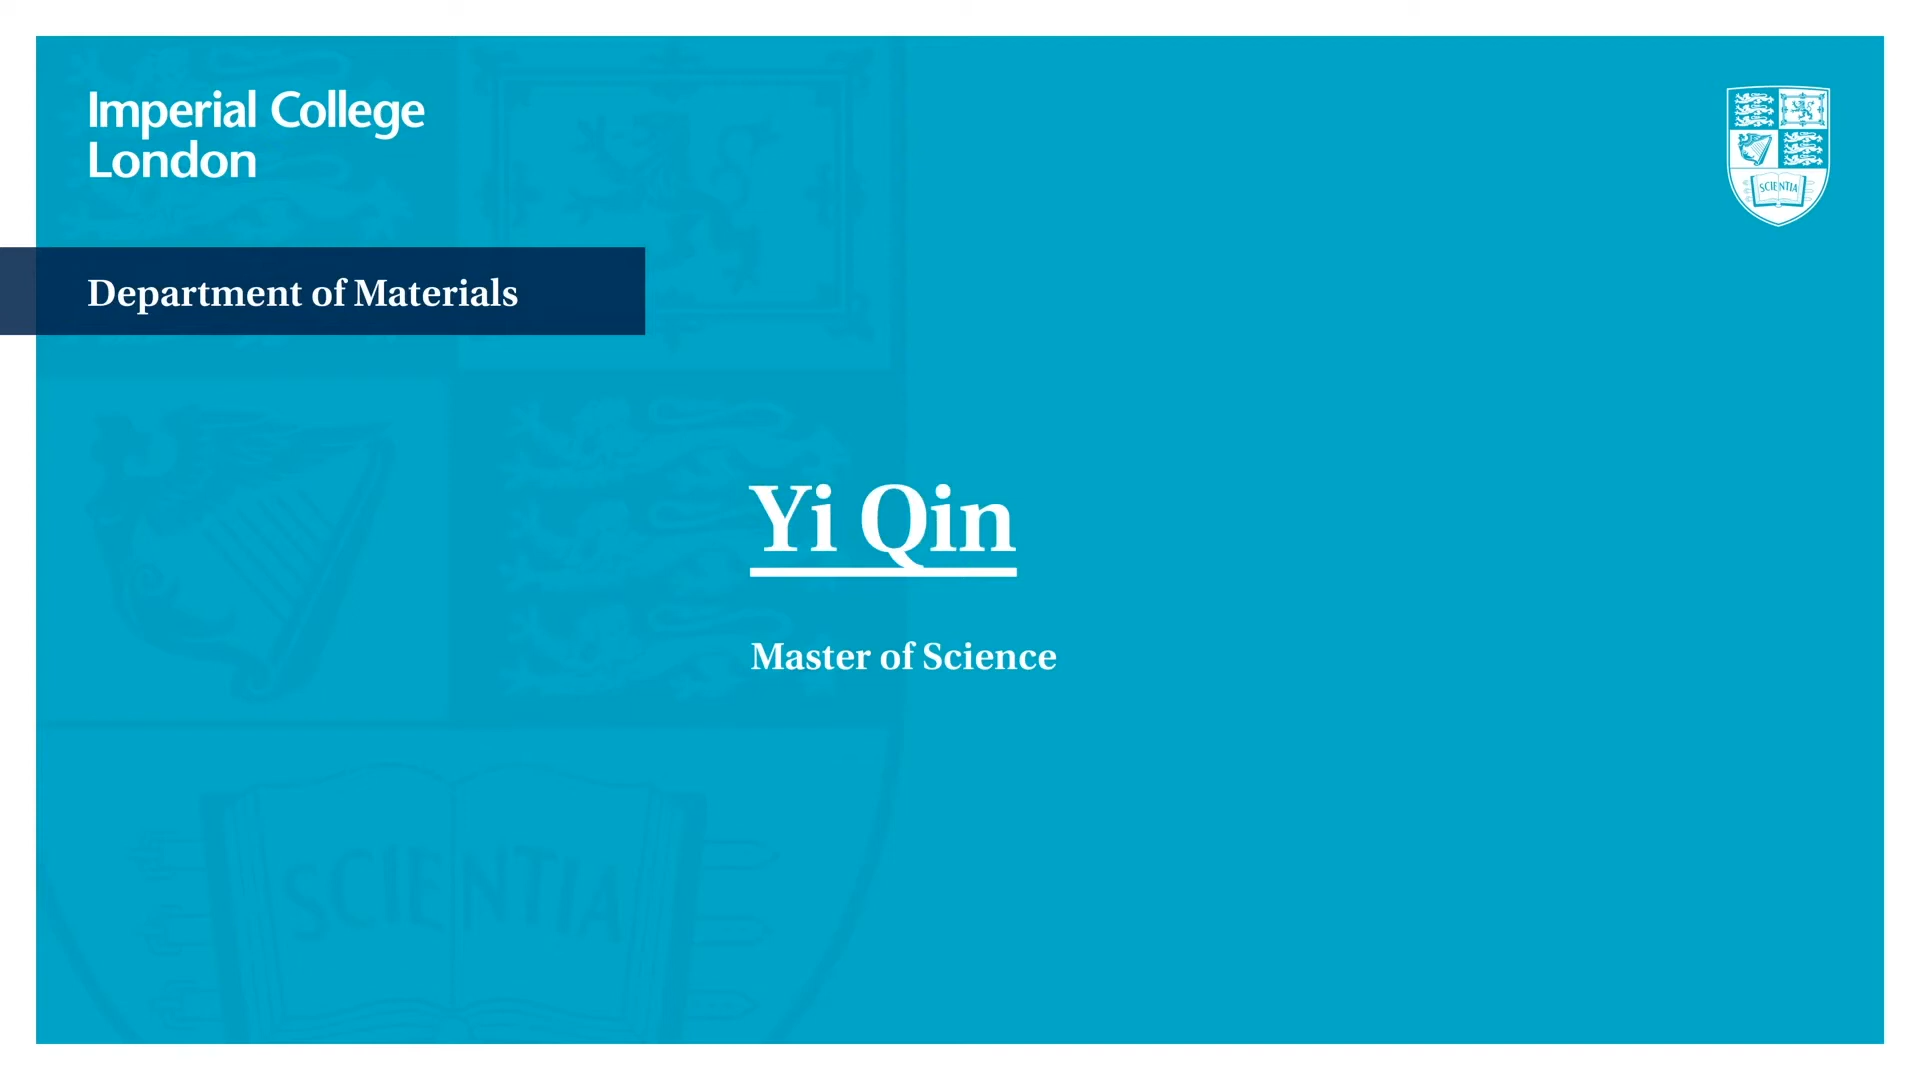 Imperial College
London
SCIENTIA
Department of Materials
Yi Qin
Master of Science
SCIENTIA